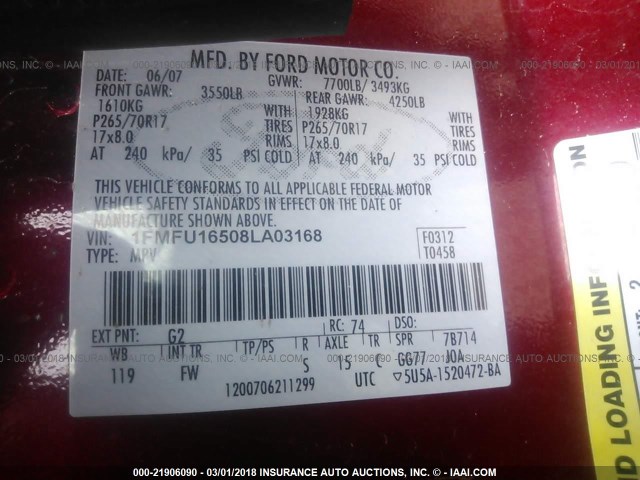 MFD. BY FORD MOTOR CO.
DATE: 06/07 GVWR: 7700LB/ 3493KG
FRONT GAWR: 3550LB REAR GAWR: 4250LB
1610KG WITH 1928KG WITH
P265/70R17 TIRES P265/70R17 TIRES
17x8.0 RIMS 17x8.0 RIMS
AT 240 kPa/ 35 PSI COLD AT 240 kPa/ 35 PSI COLD
THIS VEHICLE CONFORMS TO ALL APPLICABLE FEDERAL MOTOR
VEHICLE SAFETY STANDARDS IN EFFECT ON THE DATE OF
MANUFACTURE SHOWN ABOVE.
VIN: 1FMFU16508LA03168 F0312
TYPE: MPV T0458
EXT PNT: G2 RC: 74 DSO:
WB INT TR TP/PS R AXLE TR SPR 7B714
119 FW S 15 C GG77 JOA
1200706211299 UTC ▽5U5A-1520472-BA
Ford
D LOADING INF
000-21906090 - 03/01/2018 INSURANCE AUTO AUCTIONS, INC. - © IAAI.COM